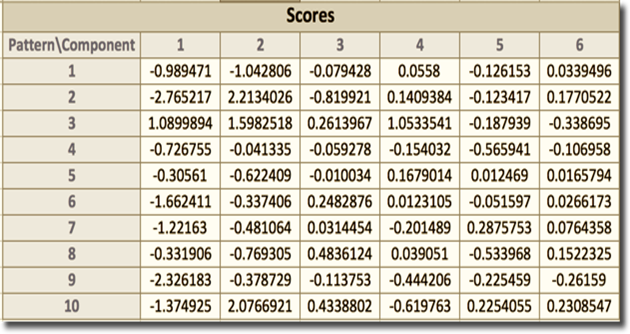 Scores
Pattern\Component 1 2 3 4 5 6
1 -0.989471 -1.042806 -0.079428 0.0558 -0.126153 0.0339496
2 -2.765217 2.2134026 -0.819921 0.1409384 -0.123417 0.1770522
3 1.0899894 1.5982518 0.2613967 1.0533541 -0.187939 -0.338695
4 -0.726755 -0.041335 -0.059278 -0.154032 -0.565941 -0.106958
5 -0.30561 -0.622409 -0.010034 0.1679014 0.012469 0.0165794
6 -1.662411 -0.337406 0.2482876 0.0123105 -0.051597 0.0266173
7 -1.22163 -0.481064 0.0314454 -0.201489 0.2875753 0.0764358
8 -0.331906 -0.769305 0.4836124 0.039051 -0.533968 0.1522325
9 -2.326183 -0.378729 -0.113753 -0.444206 -0.225459 -0.26159
10 -1.374925 2.0766921 0.4338802 -0.619763 0.2254055 0.2308547